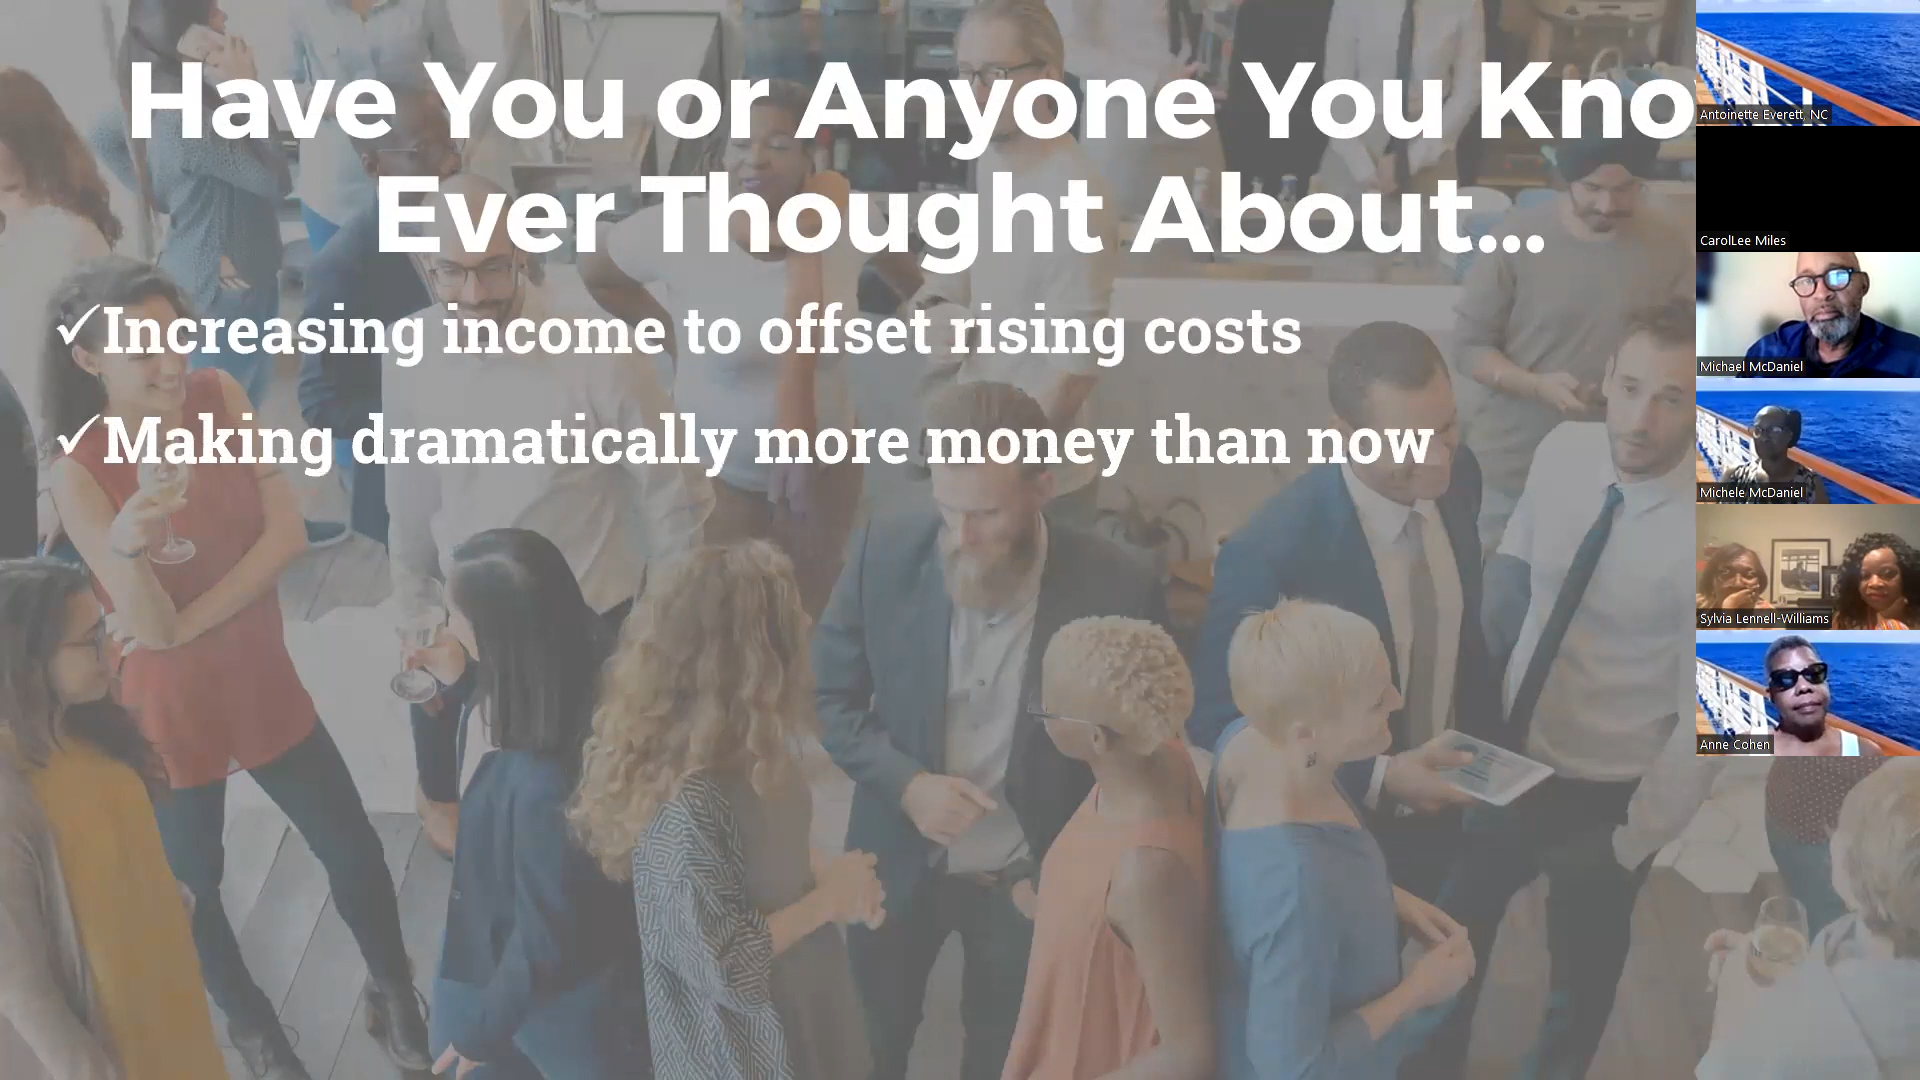 Have You or Anyone You Kno
Ever Thought About...
✓Increasing income to offset rising costs
✓Making dramatically more money than now
Antoinette Everett, NC
CarolLee Miles
Michael McDaniel
Michele McDaniel
Sylvia Lennell-Williams
Anne Cohen